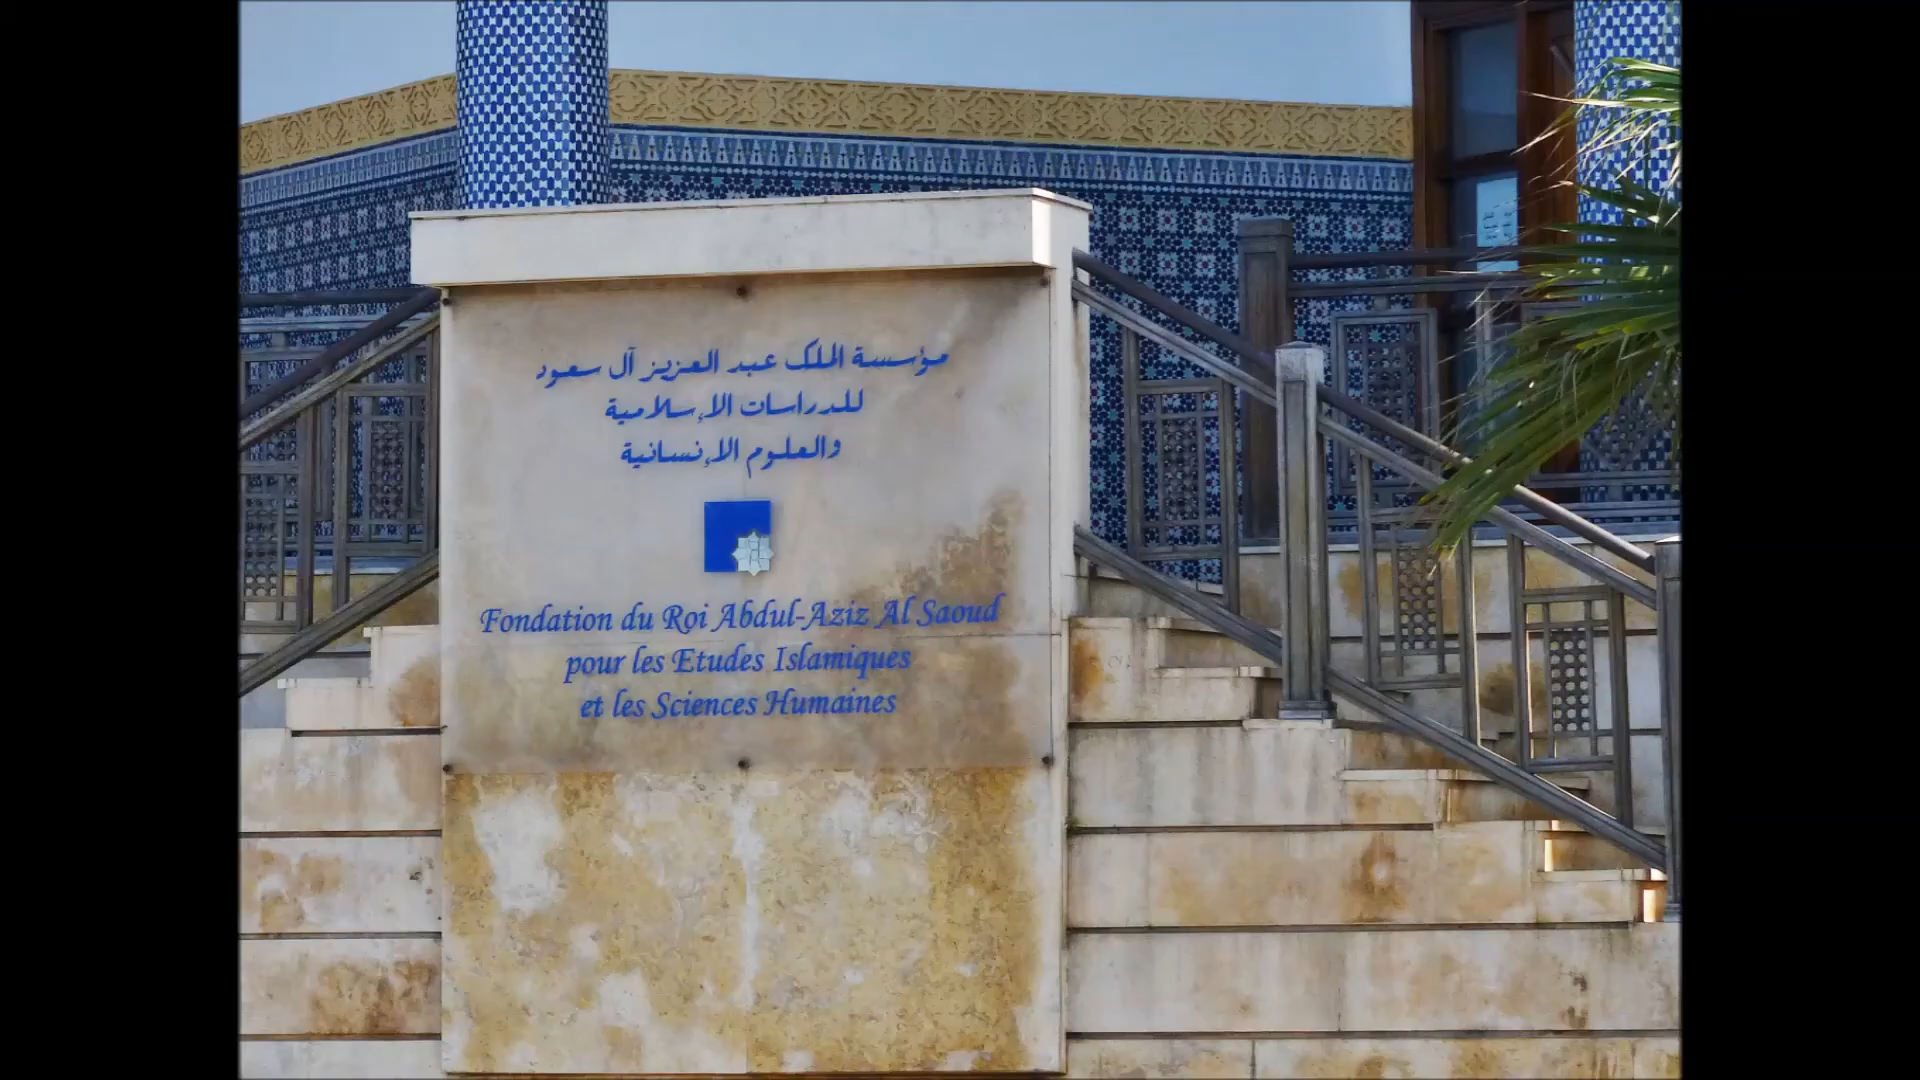 مؤسسة الملك عبد العزيز آل سعود
للدراسات الإسلامية
والعلوم الإنسانية
Fondation du Roi Abdul-Aziz Al Saoud
pour les Etudes Islamiques
et les Sciences Humaines